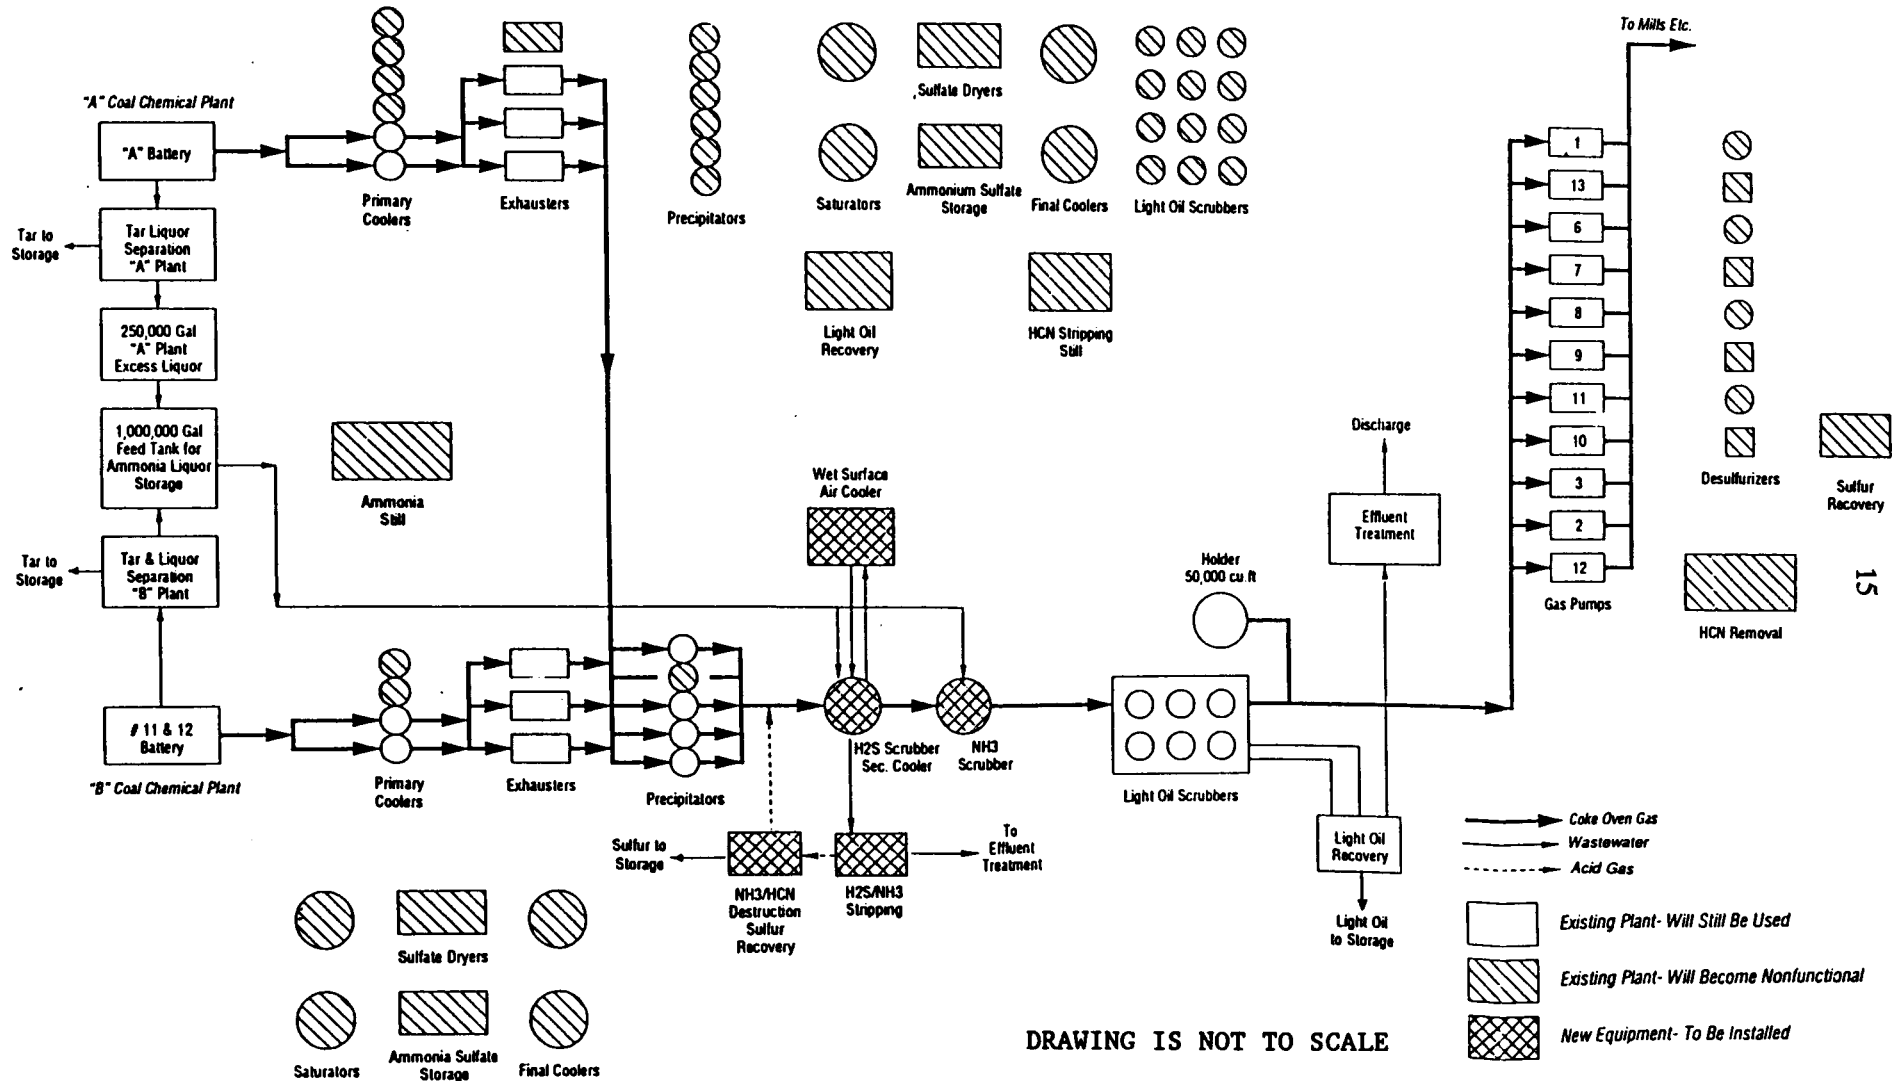 To Mills Etc.
"A" Coal Chemical Plant
"A" Battery
Primary
Coolers
Exhausters
Precipitators
Saturators
Sulfate Dryers
Ammonium Sulfate
Storage
Final Coolers
Light Oil Scrubbers
Tar to
Storage
Tar Liquor
Separation
"A" Plant
250,000 Gal
"A" Plant
Excess Liquor
1,000,000 Gal
Feed Tank for
Ammonia Liquor
Storage
Tar to
Storage
Tar & Liquor
Separation
"B" Plant
# 11 & 12
Battery
"B" Coal Chemical Plant
Ammonia
Still
Light Oil
Recovery
HCN Stripping
Still
Wet Surface
Air Cooler
Primary
Coolers
Exhausters
Precipitators
H2S Scrubber
Sec. Cooler
NH3
Scrubber
Sulfur to
Storage
NH3/HCN
Destruction
Sulfur
Recovery
H2S/NH3
Stripping
To
Effluent
Treatment
Holder
50,000 cu.ft
Light Oil Scrubbers
Discharge
Effluent
Treatment
Light Oil
Recovery
Light Oil
to Storage
1
13
6
7
8
9
11
10
3
2
12
Gas Pumps
Desulfurizers
Sulfur
Recovery
HCN Removal
15
Sulfate Dryers
Saturators
Ammonia Sulfate
Storage
Final Coolers
Coke Oven Gas
Wastewater
Acid Gas
Existing Plant- Will Still Be Used
Existing Plant- Will Become Nonfunctional
New Equipment- To Be Installed
DRAWING IS NOT TO SCALE